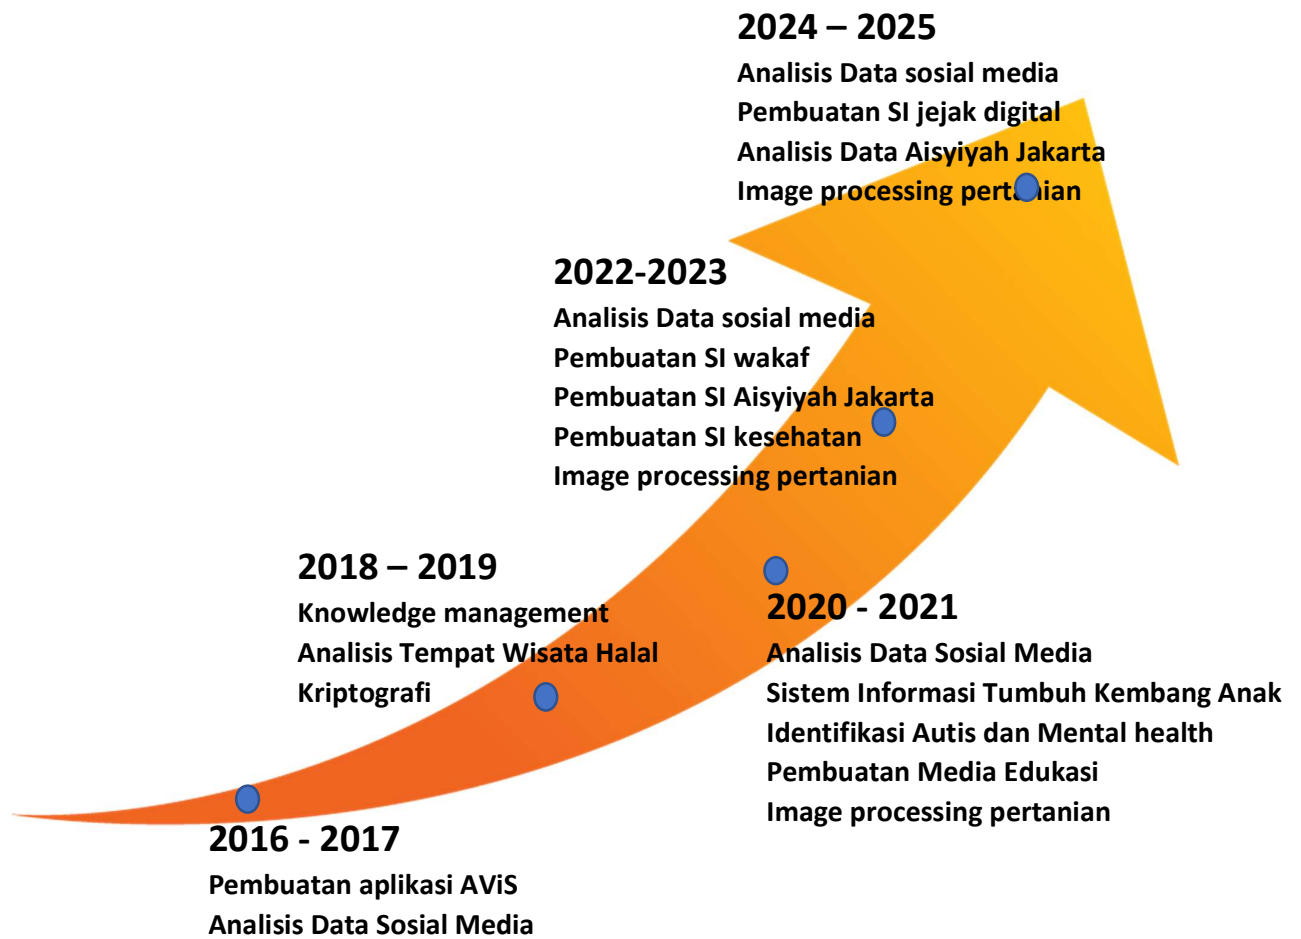 2024 – 2025
Analisis Data sosial media
Pembuatan SI jejak digital
Analisis Data Aisyiyah Jakarta
Image processing pertanian
2022-2023
Analisis Data sosial media
Pembuatan SI wakaf
Pembuatan SI Aisyiyah Jakarta
Pembuatan SI kesehatan
Image processing pertanian
2018 – 2019
Knowledge management
Analisis Tempat Wisata Halal
Kriptografi
2020 - 2021
Analisis Data Sosial Media
Sistem Informasi Tumbuh Kembang Anak
Identifikasi Autis dan Mental health
Pembuatan Media Edukasi
Image processing pertanian
2016 - 2017
Pembuatan aplikasi AViS
Analisis Data Sosial Media